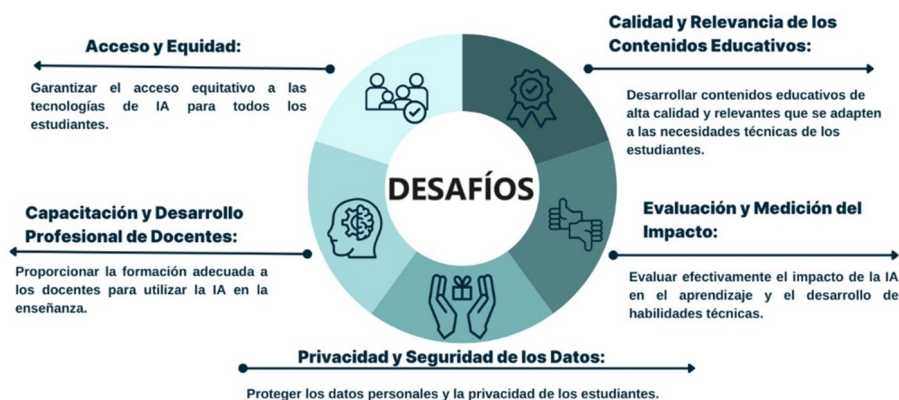 Acceso y Equidad:
Garantizar el acceso equitativo a las
tecnologías de IA para todos los
estudiantes.
Calidad y Relevancia de los
Contenidos Educativos:
Desarrollar contenidos educativos de
alta calidad y relevantes que se adapten
a las necesidades técnicas de los
estudiantes.
DESAFÍOS
Capacitación y Desarrollo
Profesional de Docentes:
Proporcionar la formación adecuada a
los docentes para utilizar la IA en la
enseñanza.
Evaluación y Medición del
Impacto:
Evaluar efectivamente el impacto de la IA
en el aprendizaje y el desarrollo de
habilidades técnicas.
Privacidad y Seguridad de los Datos:
Proteger los datos personales y la privacidad de los estudiantes.